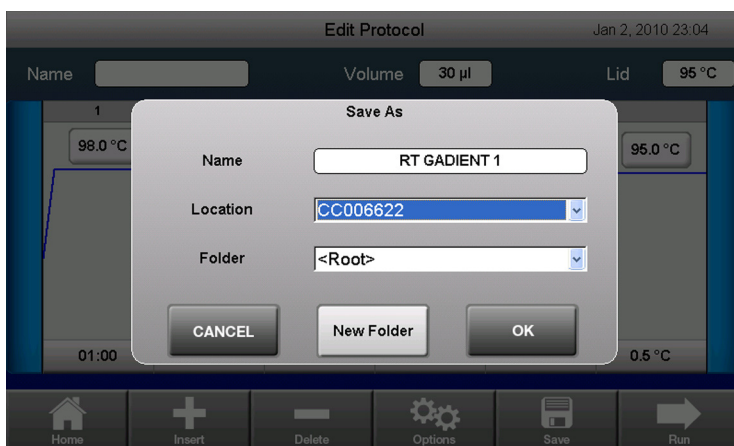 Edit Protocol Jan 2, 2010 23:04
Name Volume 30 µl Lid 95 °C
1
Save As
98.0 °C 95.0 °C
Name RT GADIENT 1
Location CC006622
Folder <Root>
CANCEL New Folder OK
01:00 0.5 °C
Home Insert Delete Options Save Run